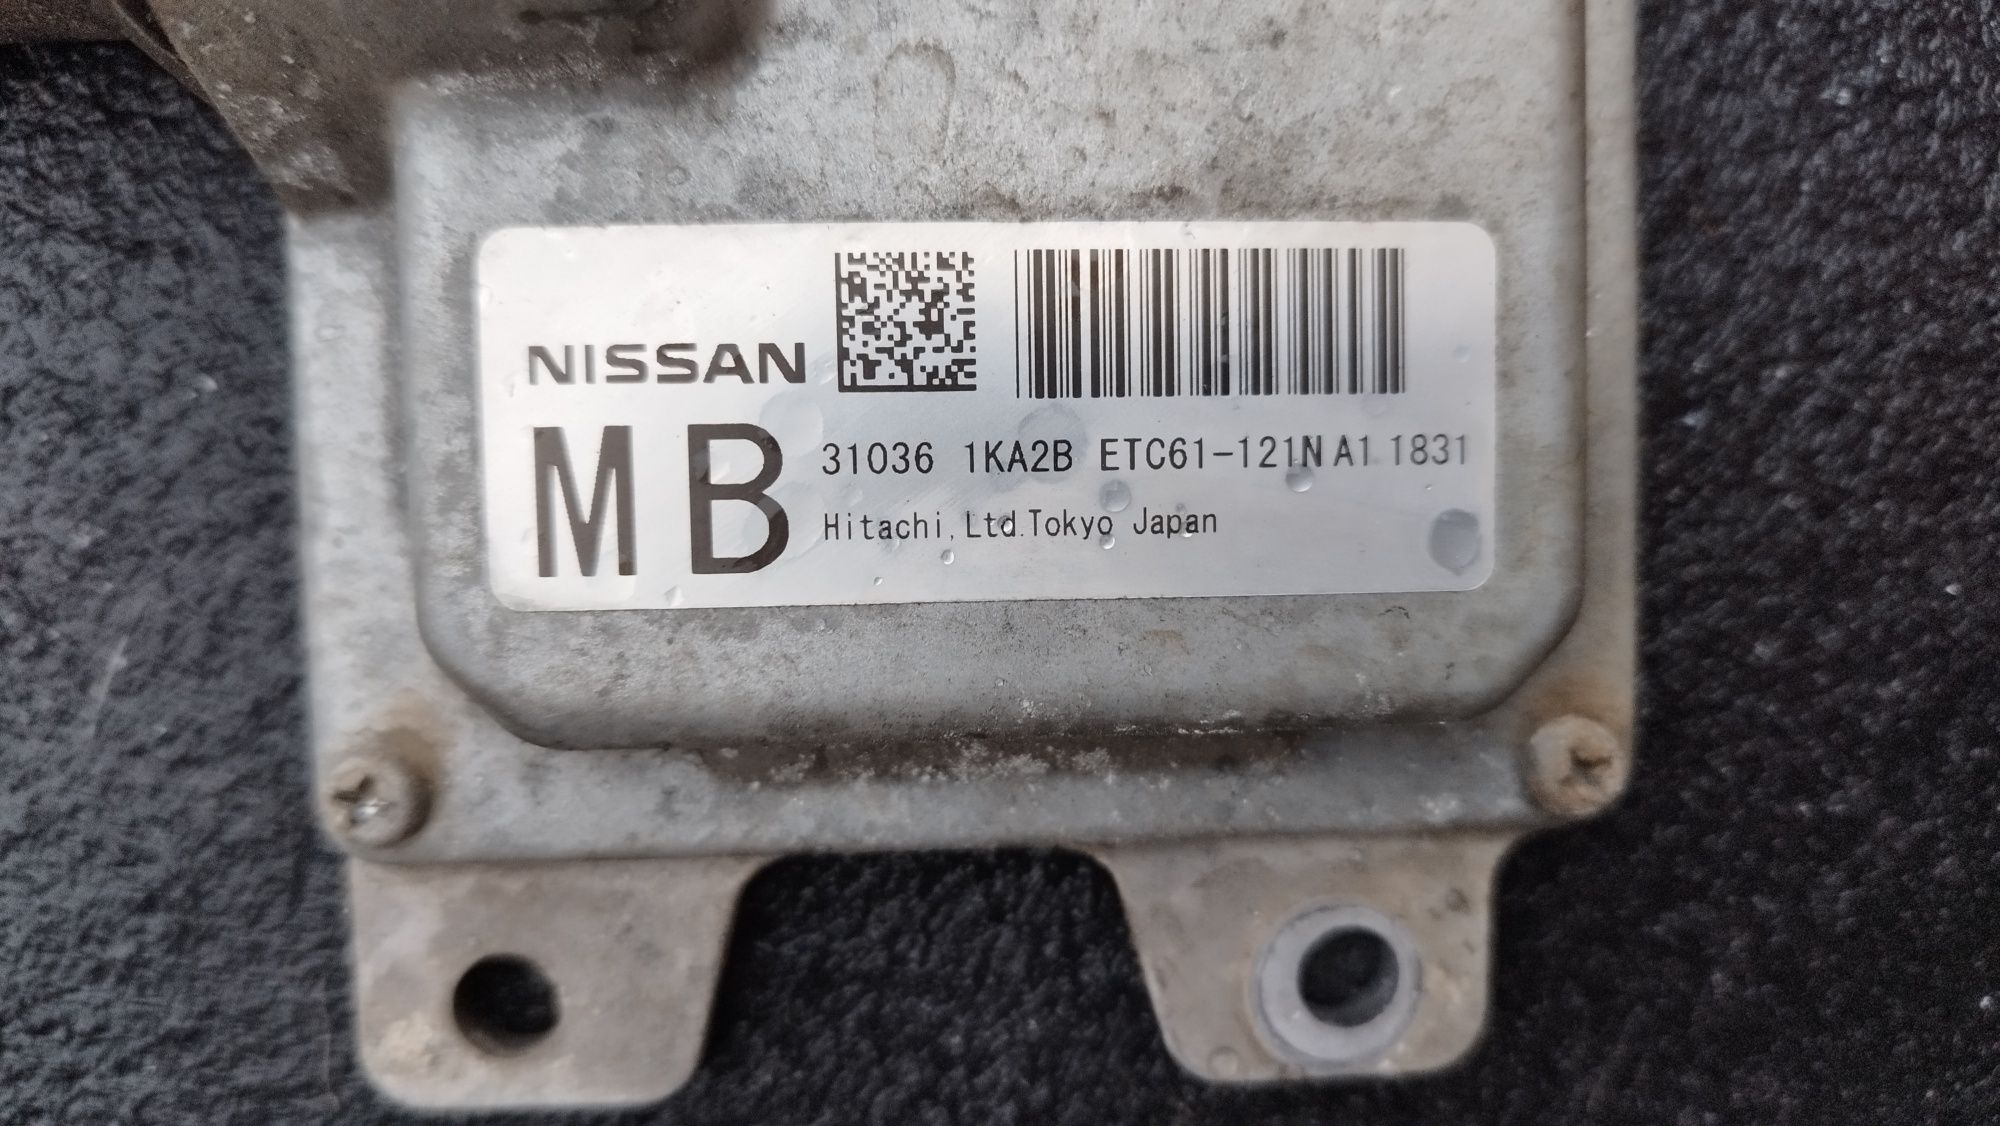 NISSAN
MB 31036 1KA2B ETC61-121N A1 1831
Hitachi,Ltd.Tokyo Japan